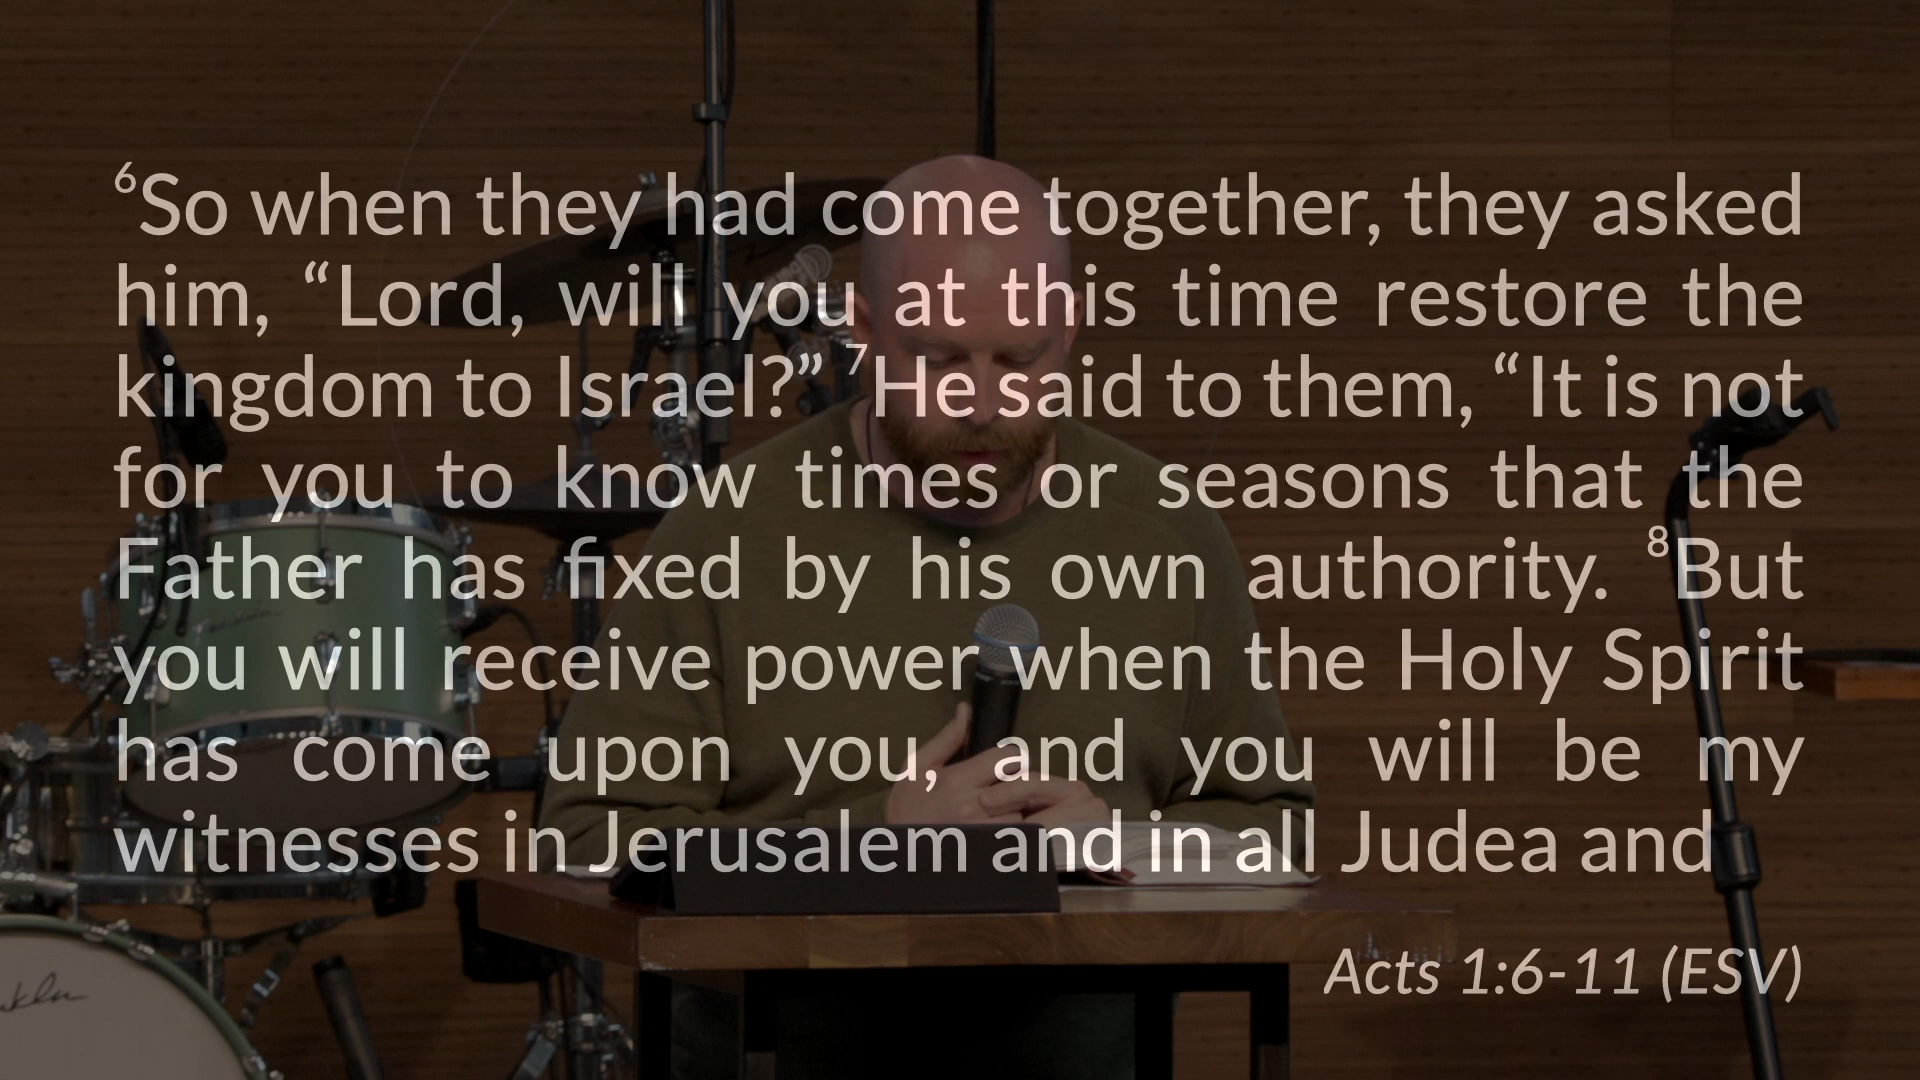 ⁶So when they had come together, they asked
him, “Lord, will you at this time restore the
kingdom to Israel?” ⁷He said to them, “It is not
for you to know times or seasons that the
Father has fixed by his own authority. ⁸But
you will receive power when the Holy Spirit
has come upon you, and you will be my
witnesses in Jerusalem and in all Judea and
Acts 1:6-11 (ESV)